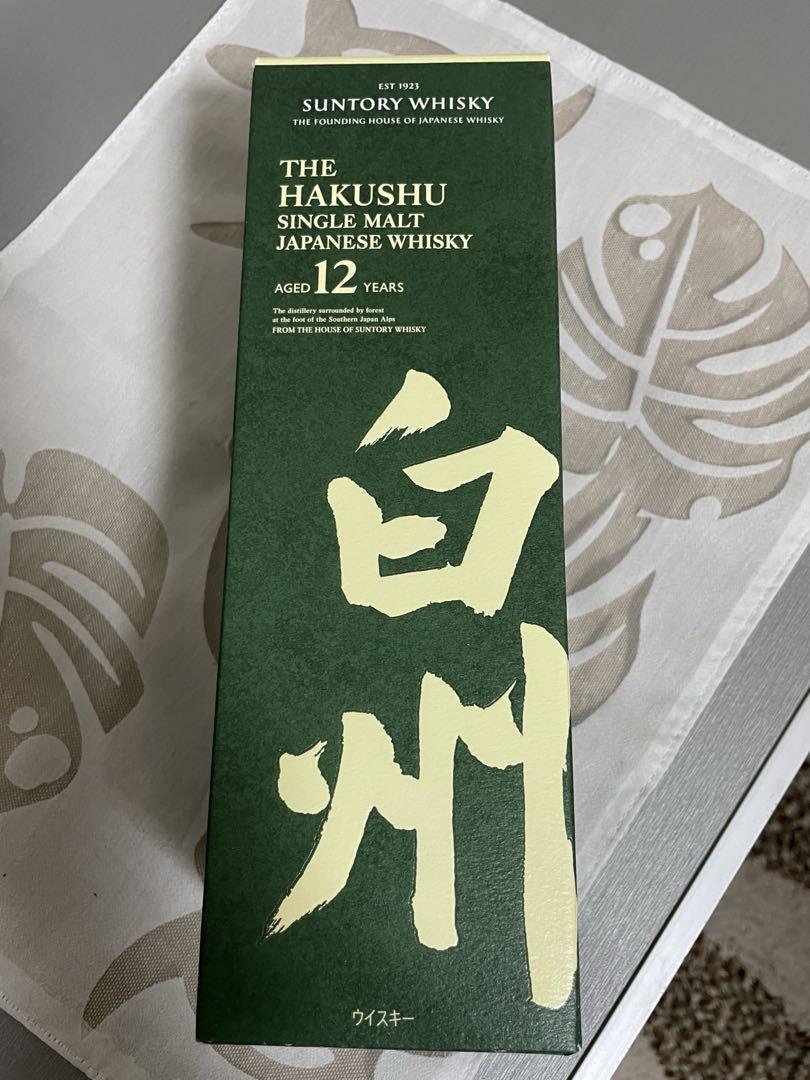 EST 1923
SUNTORY WHISKY
THE FOUNDING HOUSE OF JAPANESE WHISKY
THE
HAKUSHU
SINGLE MALT
JAPANESE WHISKY
AGED 12 YEARS
The distillery surrounded by forest
at the foot of the Southern Japan Alps
FROM THE HOUSE OF SUNTORY WHISKY
白
州
ウイスキー